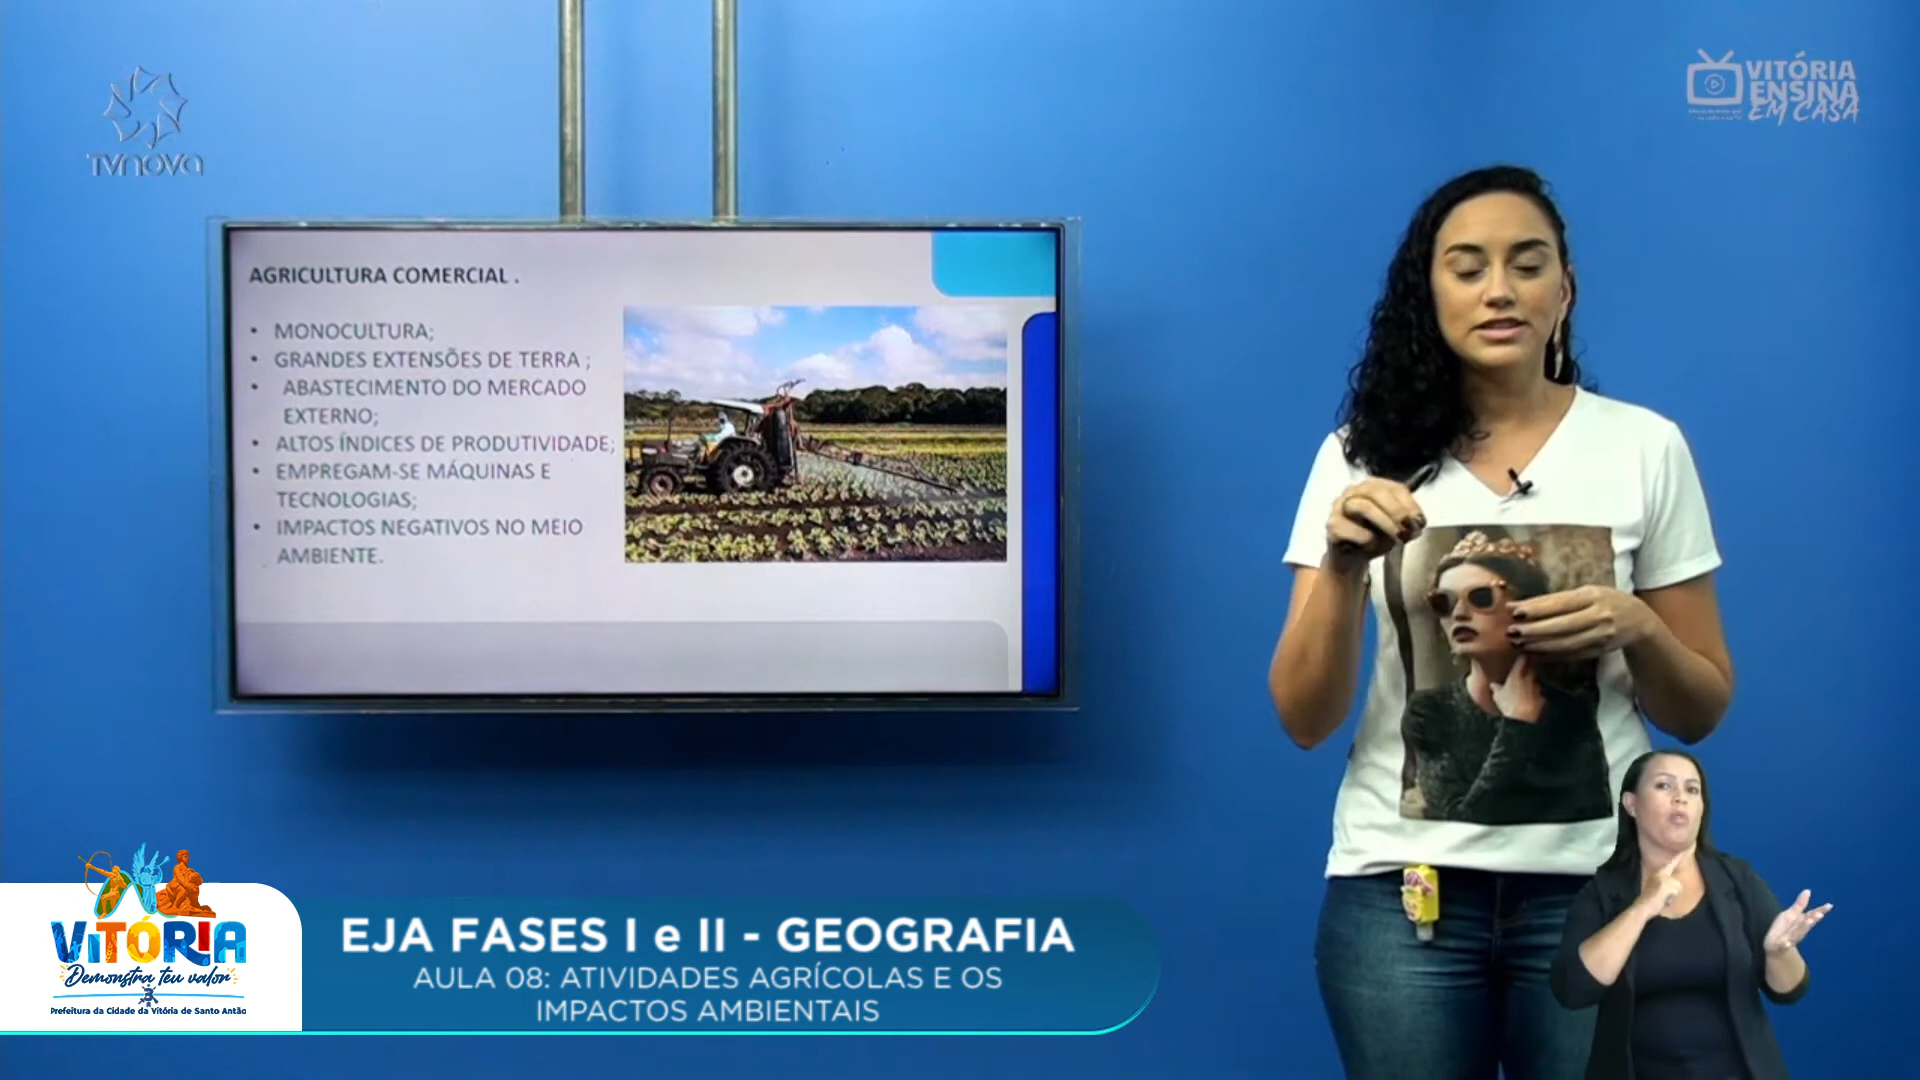 TVNOVA
VITÓRIA
ENSINA
EM CASA
AGRICULTURA COMERCIAL .
• MONOCULTURA;
• GRANDES EXTENSÕES DE TERRA ;
• ABASTECIMENTO DO MERCADO
EXTERNO;
• ALTOS ÍNDICES DE PRODUTIVIDADE;
• EMPREGAM-SE MÁQUINAS E
TECNOLOGIAS;
• IMPACTOS NEGATIVOS NO MEIO
AMBIENTE.
VITÓRIA
Demonstra teu valor
Prefeitura da Cidade da Vitória de Santo Antão
EJA FASES I e II - GEOGRAFIA
AULA 08: ATIVIDADES AGRÍCOLAS E OS
IMPACTOS AMBIENTAIS